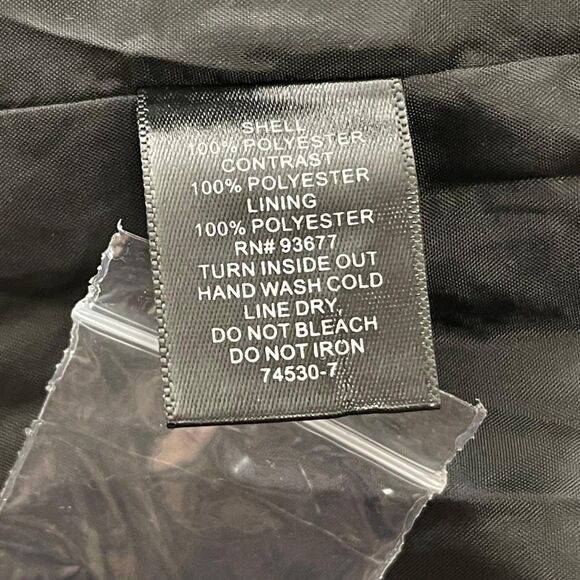 SHELL
100% POLYESTER
CONTRAST
100% POLYESTER
LINING
100% POLYESTER
RN# 93677
TURN INSIDE OUT
HAND WASH COLD
LINE DRY,
DO NOT BLEACH
DO NOT IRON
74530-7